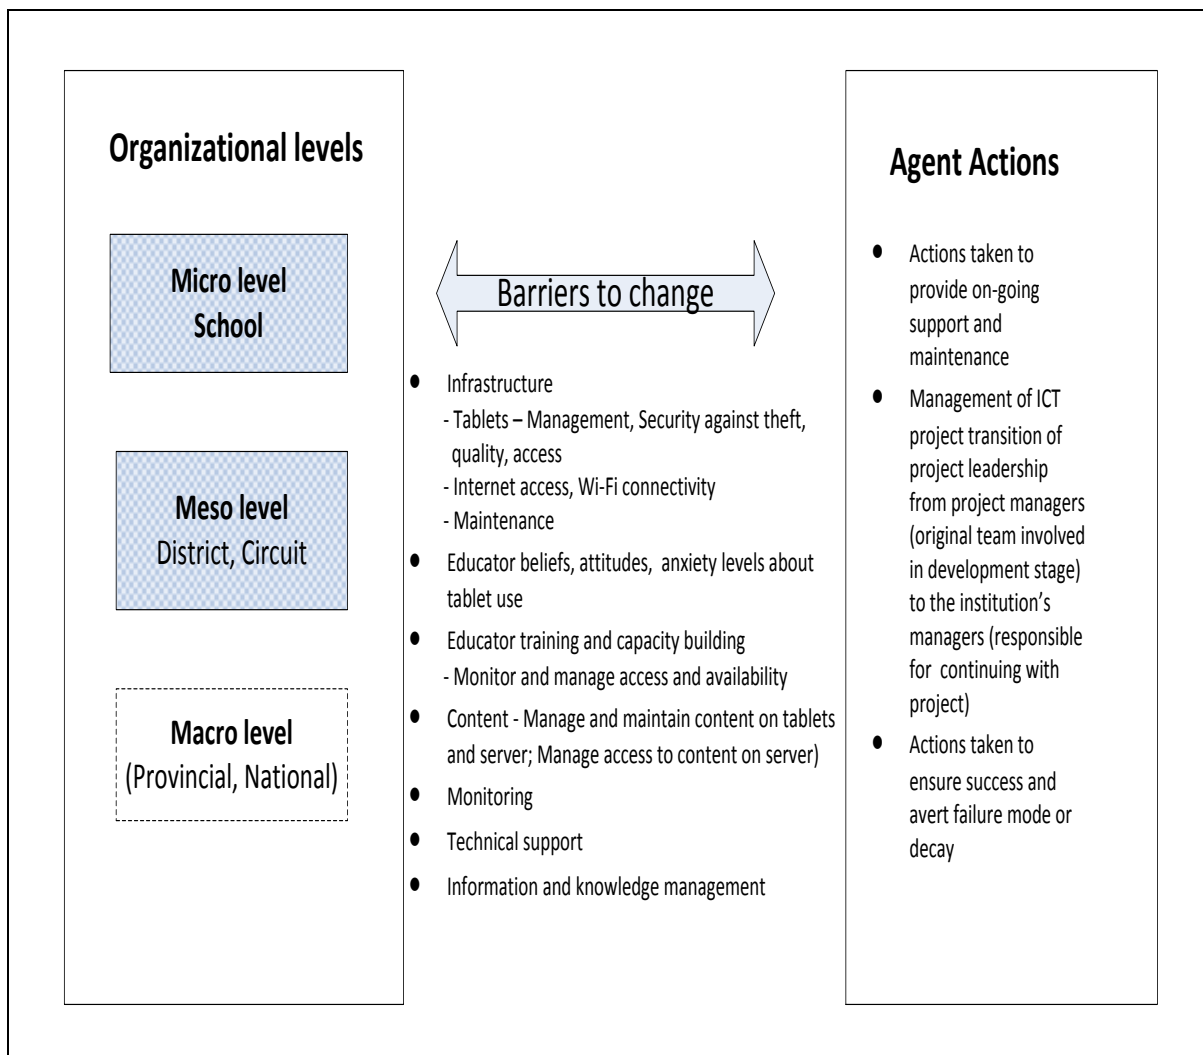 Organizational levels
Micro level
School
Meso level
District, Circuit
Macro level
(Provincial, National)
Barriers to change
• Infrastructure
- Tablets – Management, Security against theft,
quality, access
- Internet access, Wi-Fi connectivity
- Maintenance
• Educator beliefs, attitudes, anxiety levels about
tablet use
• Educator training and capacity building
- Monitor and manage access and availability
• Content - Manage and maintain content on tablets
and server; Manage access to content on server)
• Monitoring
• Technical support
• Information and knowledge management
Agent Actions
• Actions taken to
provide on-going
support and
maintenance
• Management of ICT
project transition of
project leadership
from project managers
(original team involved
in development stage)
to the institution's
managers (responsible
for continuing with
project)
• Actions taken to
ensure success and
avert failure mode or
decay